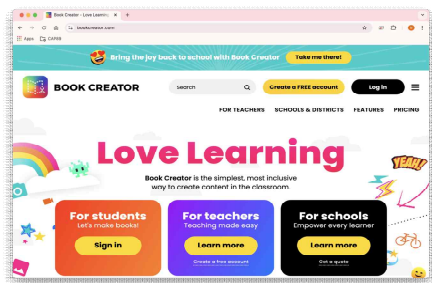 Book Creator - Love Learning
bookcreator.com
Apps
CAFER
Bring the joy back to school with Book Creator
Take me there!
BOOK CREATOR
Search
Create a FREE account
Log in
FOR TEACHERS
SCHOOLS & DISTRICTS
FEATURES
PRICING
Love Learning
YEAH!
Book Creator is the simplest, most inclusive
way to create content in the classroom.
For students
Let's make books!
Sign in
For teachers
Teaching made easy
Learn more
Create a free account
For schools
Empower every learner
Learn more
Get a quote